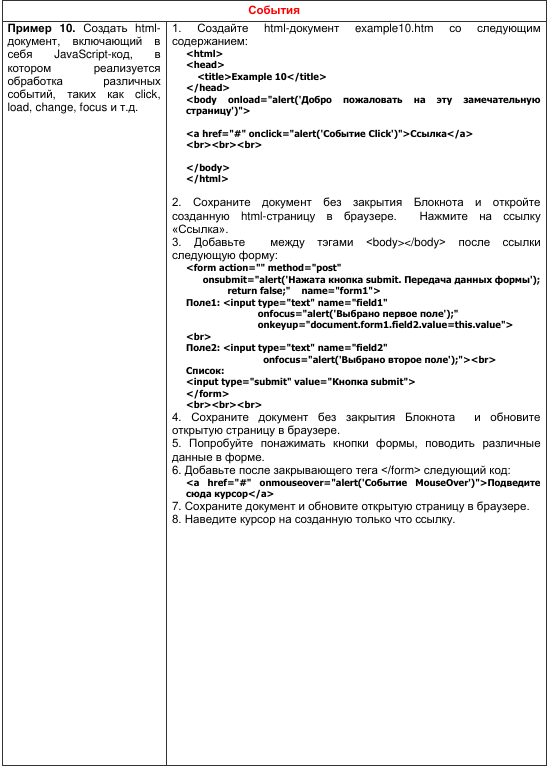 События
Пример 10. Создать html-
документ, включающий в
себя JavaScript-код, в
котором реализуется
обработка различных
событий, таких как click,
load, change, focus и т.д.
1. Создайте html-документ example10.htm со следующим
содержанием:
<html>
<head>
<title>Example 10</title>
</head>
<body onload="alert('Добро пожаловать на эту замечательную
страницу')">
<a href="#" onclick="alert('Событие Click')">Ссылка</a>
<br><br><br>
</body>
</html>
2. Сохраните документ без закрытия Блокнота и откройте
созданную html-страницу в браузере. Нажмите на ссылку
«Ссылка».
3. Добавьте между тэгами <body></body> после ссылки
следующую форму:
<form action="" method="post"
onsubmit="alert('Нажата кнопка submit. Передача данных формы');
return false;" name="form1">
Поле1: <input type="text" name="field1"
onfocus="alert('Выбрано первое поле');"
onkeyup="document.form1.field2.value=this.value">
<br>
Поле2: <input type="text" name="field2"
onfocus="alert('Выбрано второе поле');"><br>
Список:
<input type="submit" value="Кнопка submit">
</form>
<br><br><br>
4. Сохраните документ без закрытия Блокнота и обновите
открытую страницу в браузере.
5. Попробуйте понажимать кнопки формы, поводить различные
данные в форме.
6. Добавьте после закрывающего тега </form> следующий код:
<a href="#" onmouseover="alert('Событие MouseOver')">Подведите
сюда курсор</a>
7. Сохраните документ и обновите открытую страницу в браузере.
8. Наведите курсор на созданную только что ссылку.